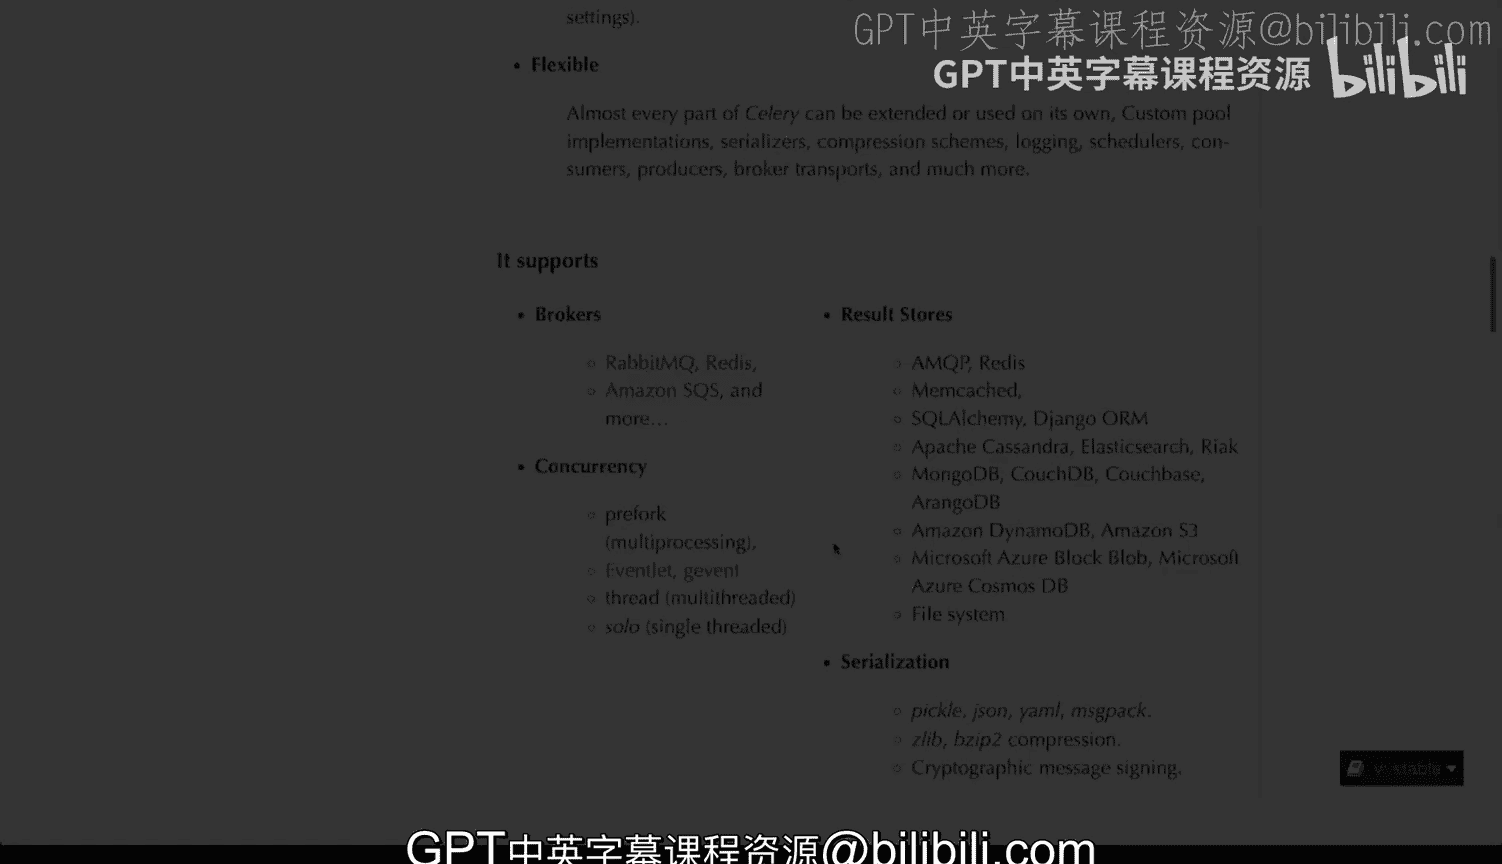 GPT中英字幕课程资源@bilibili.com
settings).
• Flexible
GPT中英字幕课程资源 bilibili
Almost every part of Celery can be extended or used on its own, Custom pool
implementations, serializers, compression schemes, logging, schedulers, con-
sumers, producers, broker transports, and much more.
It supports
• Brokers
◦ RabbitMQ, Redis,
◦ Amazon SQS, and
more…
• Concurrency
◦ prefork
(multiprocessing),
◦ Eventlet, gevent
◦ thread (multithreaded)
◦ solo (single threaded)
• Result Stores
◦ AMQP, Redis
◦ Memcached,
◦ SQLAlchemy, Django ORM
◦ Apache Cassandra, Elasticsearch, Riak
◦ MongoDB, CouchDB, Couchbase,
ArangoDB
◦ Amazon DynamoDB, Amazon S3
◦ Microsoft Azure Block Blob, Microsoft
Azure Cosmos DB
◦ File system
• Serialization
◦ pickle, json, yaml, msgpack.
◦ zlib, bzip2 compression.
◦ Cryptographic message signing.
v: stable
GPT中英字幕课程资源@bilibili.com